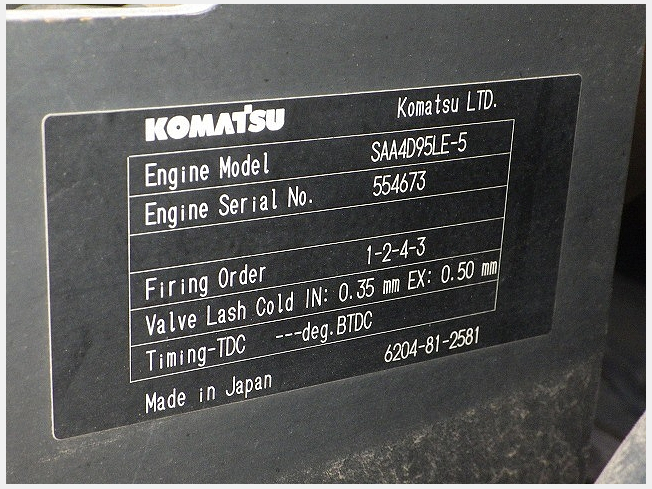 KOMATSU Komatsu LTD.
Engine Model SAA4D95LE-5
Engine Serial No. 554673
Firing Order 1-2-4-3
Valve Lash Cold IN: 0.35 mm EX: 0.50 mm
Timing-TDC ---deg.BTDC
Made in Japan 6204-81-2581